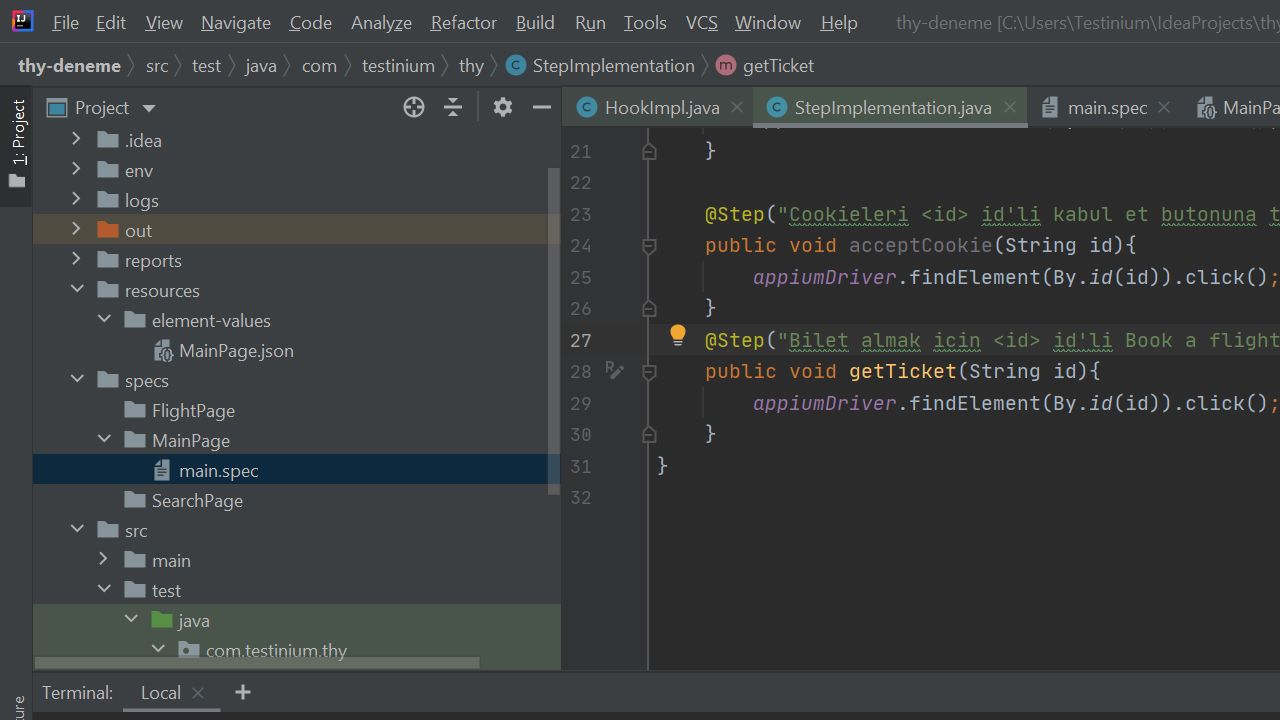 File Edit View Navigate Code Analyze Refactor Build Run Tools VCS Window Help thy-deneme [C:\Users\Testinium\IdeaProjects\thy
thy-deneme src test java com testinium thy StepImplementation getTicket
1: Project
Project
HookImpl.java StepImplementation.java main.spec MainPa
.idea
env
logs
out
reports
resources
element-values
MainPage.json
specs
FlightPage
MainPage
main.spec
SearchPage
src
main
test
java
com.testinium.thy
21 }
22
23 @Step("Cookieleri <id> id'li kabul et butonuna t
24 public void acceptCookie(String id){
25 appiumDriver.findElement(By.id(id)).click();
26 }
27 @Step("Bilet almak icin <id> id'li Book a flight
28 public void getTicket(String id){
29 appiumDriver.findElement(By.id(id)).click();
30 }
31 }
32
Terminal: Local +